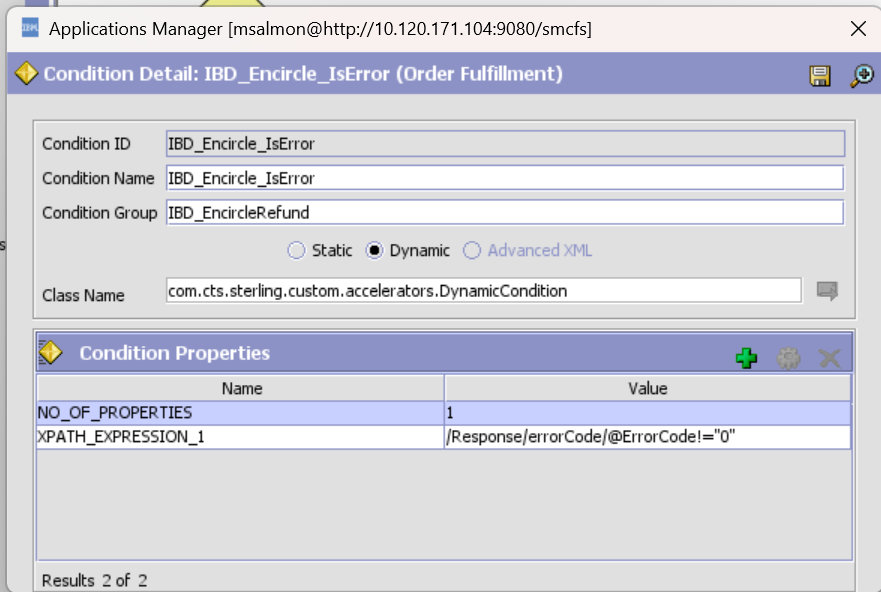 IBM
Applications Manager [msalmon@http://10.120.171.104:9080/smcfs]
Condition Detail: IBD_Encircle_IsError (Order Fulfillment)
Condition ID IBD_Encircle_IsError
Condition Name IBD_Encircle_IsError
Condition Group IBD_EncircleRefund
Static Dynamic Advanced XML
Class Name com.cts.sterling.custom.accelerators.DynamicCondition
Condition Properties
Name Value
NO_OF_PROPERTIES 1
XPATH_EXPRESSION_1 /Response/errorCode/@ErrorCode!="0"
Results 2 of 2